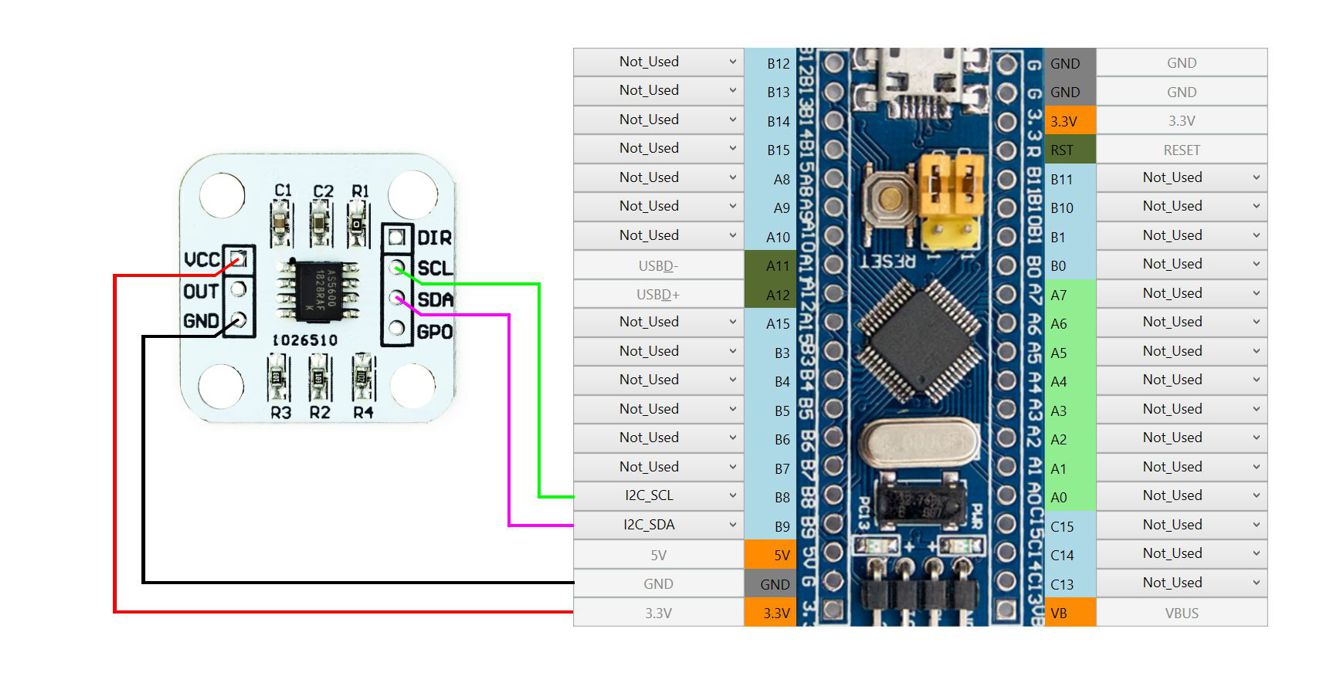 C1 C2 R1
DIR
VCC
SCL
OUT
AS5600
1828RAF
K
SDA
GND
GPO
1026510
R3 R2 R4
Not_Used B12
Not_Used B13
Not_Used B14
Not_Used B15
Not_Used A8
Not_Used A9
Not_Used A10
USBD- A11
USBD+ A12
Not_Used A15
Not_Used B3
Not_Used B4
Not_Used B5
Not_Used B6
Not_Used B7
I2C_SCL B8
I2C_SDA B9
5V 5V
GND GND
3.3V 3.3V
B12 B13 B14 B15 A8 A9 A10 A11 A12 A15 B3 B4 B5 B6 B7 B8 B9 5V G 3.3
RESET
PC13
PWR
G G 3.3 R B11 B10 B1 B0 A7 A6 A5 A4 A3 A2 A1 A0 C15 C14 C13 VB
GND GND
GND GND
3.3V 3.3V
RST RESET
B11 Not_Used
B10 Not_Used
B1 Not_Used
B0 Not_Used
A7 Not_Used
A6 Not_Used
A5 Not_Used
A4 Not_Used
A3 Not_Used
A2 Not_Used
A1 Not_Used
A0 Not_Used
C15 Not_Used
C14 Not_Used
C13 Not_Used
VB VBUS